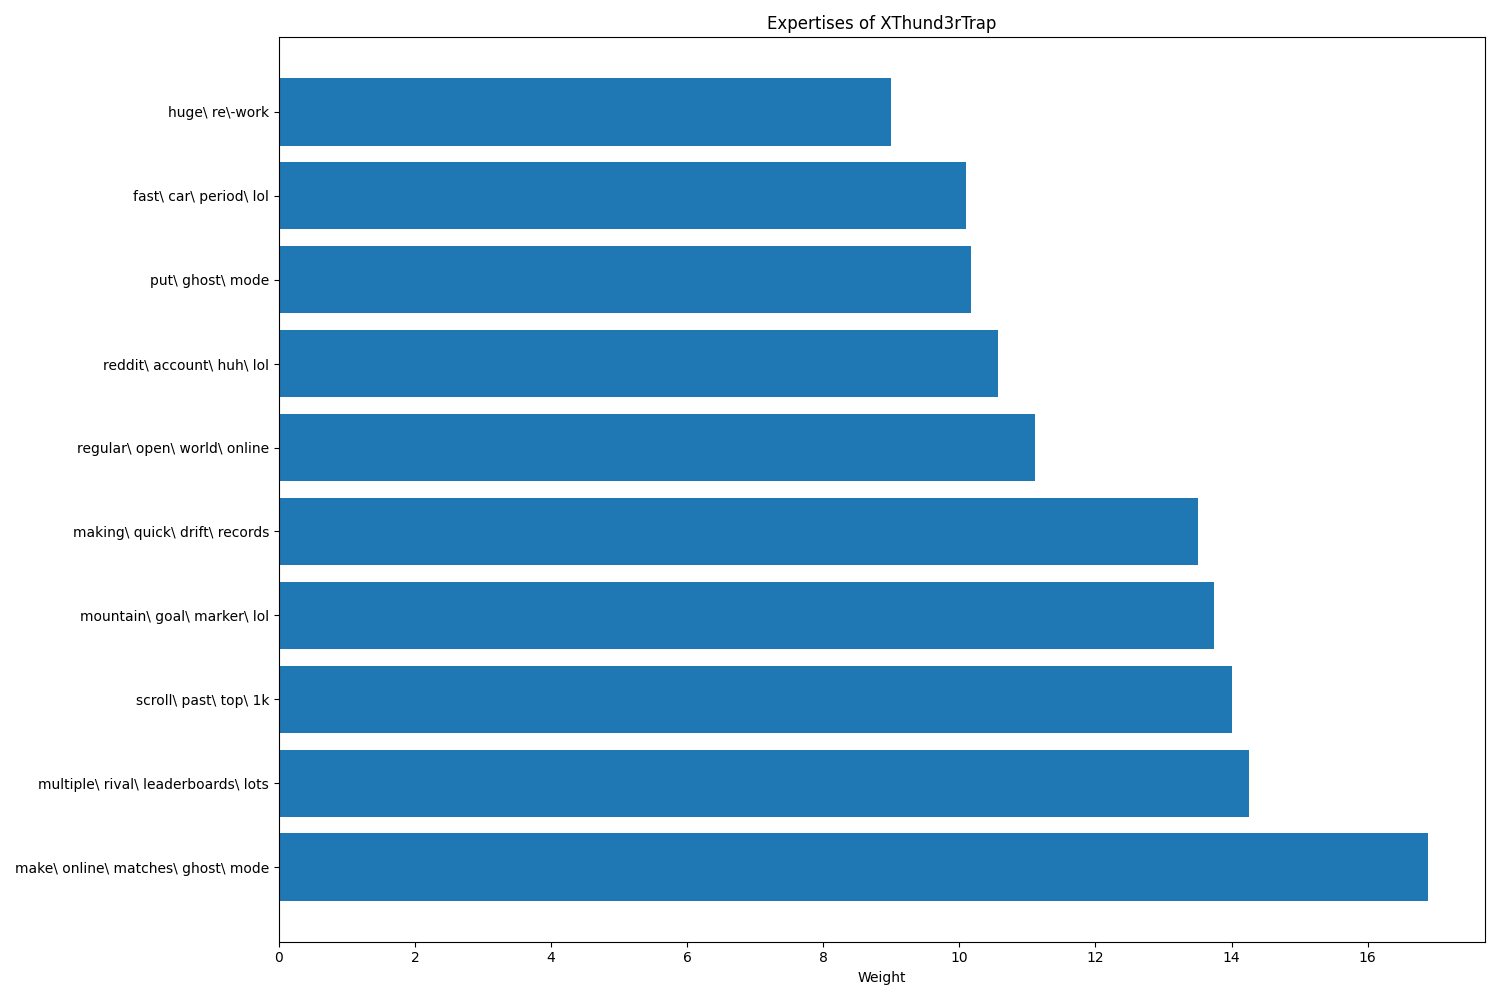 Expertises of XThund3rTrap
huge\ re\-work
fast\ car\ period\ lol
put\ ghost\ mode
reddit\ account\ huh\ lol
regular\ open\ world\ online
making\ quick\ drift\ records
mountain\ goal\ marker\ lol
scroll\ past\ top\ 1k
multiple\ rival\ leaderboards\ lots
make\ online\ matches\ ghost\ mode
0 2 4 6 8 10 12 14 16
Weight